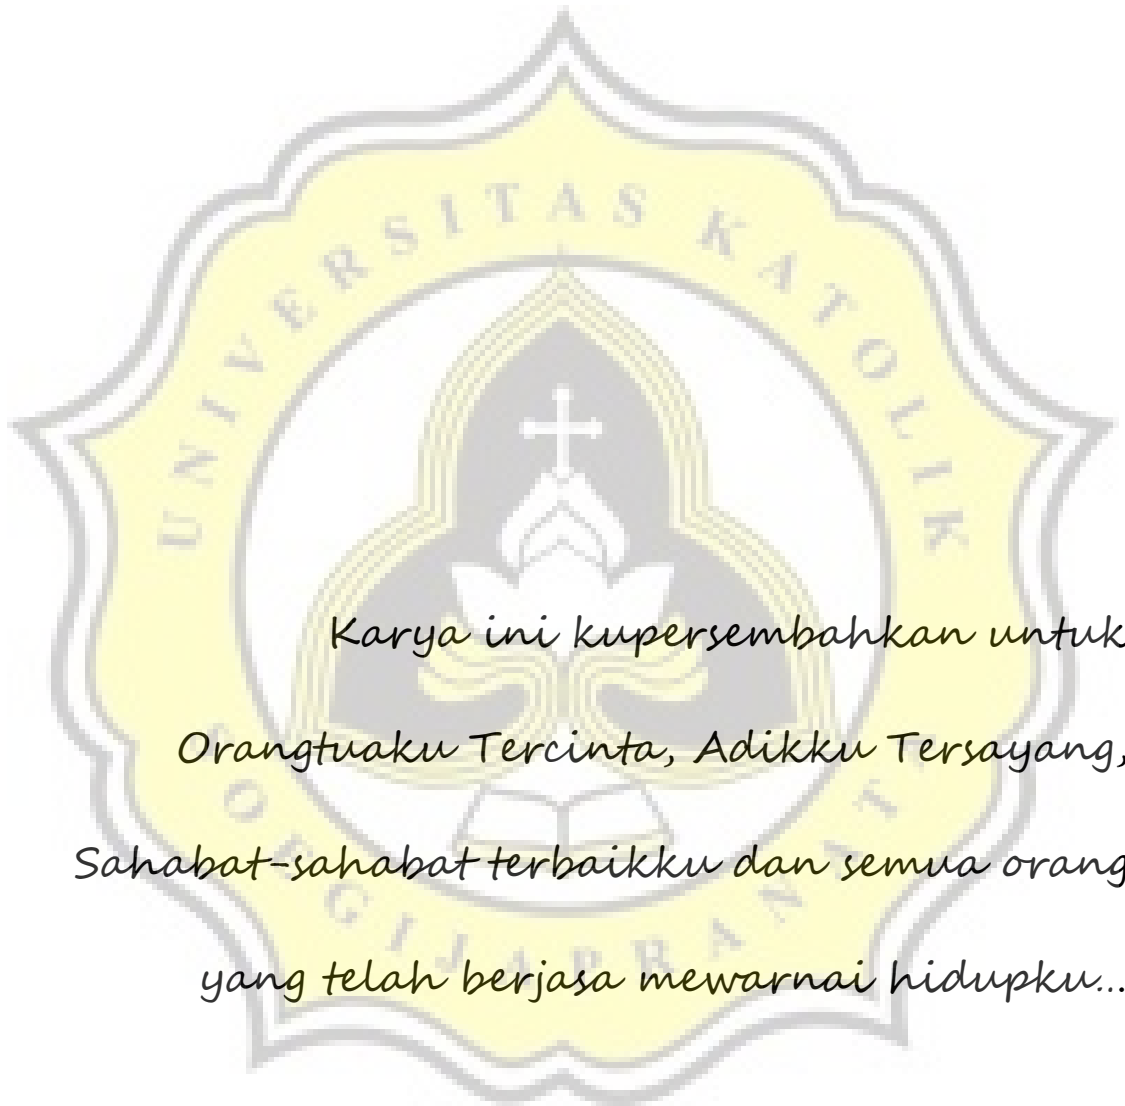 UNIVERSITAS KATOLIK
SOEGIJAPRANATA
Karya ini kupersembahkan untuk
Orangtuaku Tercinta, Adikku Tersayang,
Sahabat-sahabat terbaikku dan semua orang
yang telah berjasa mewarnai hidupku...